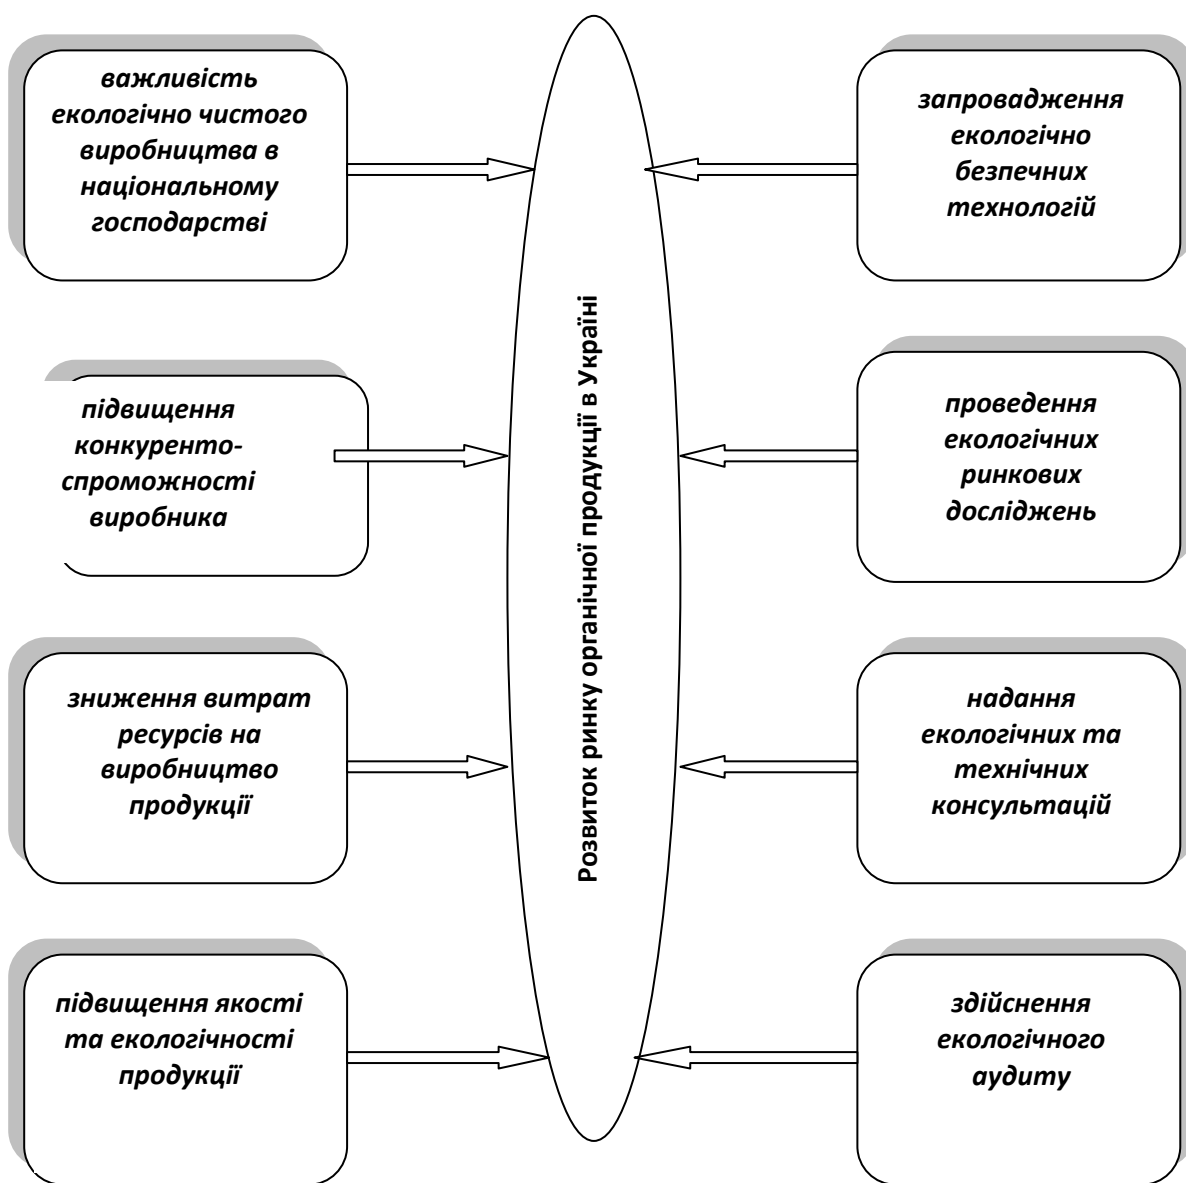 важливість
екологічно чистого
виробництва в
національному
господарстві
підвищення
конкуренто-
спроможності
виробника
зниження витрат
ресурсів на
виробництво
продукції
підвищення якості
та екологічності
продукції
Розвиток ринку органічної продукції в Україні
запровадження
екологічно
безпечних
технологій
проведення
екологічних
ринкових
досліджень
надання
екологічних та
технічних
консультацій
здійснення
екологічного
аудиту